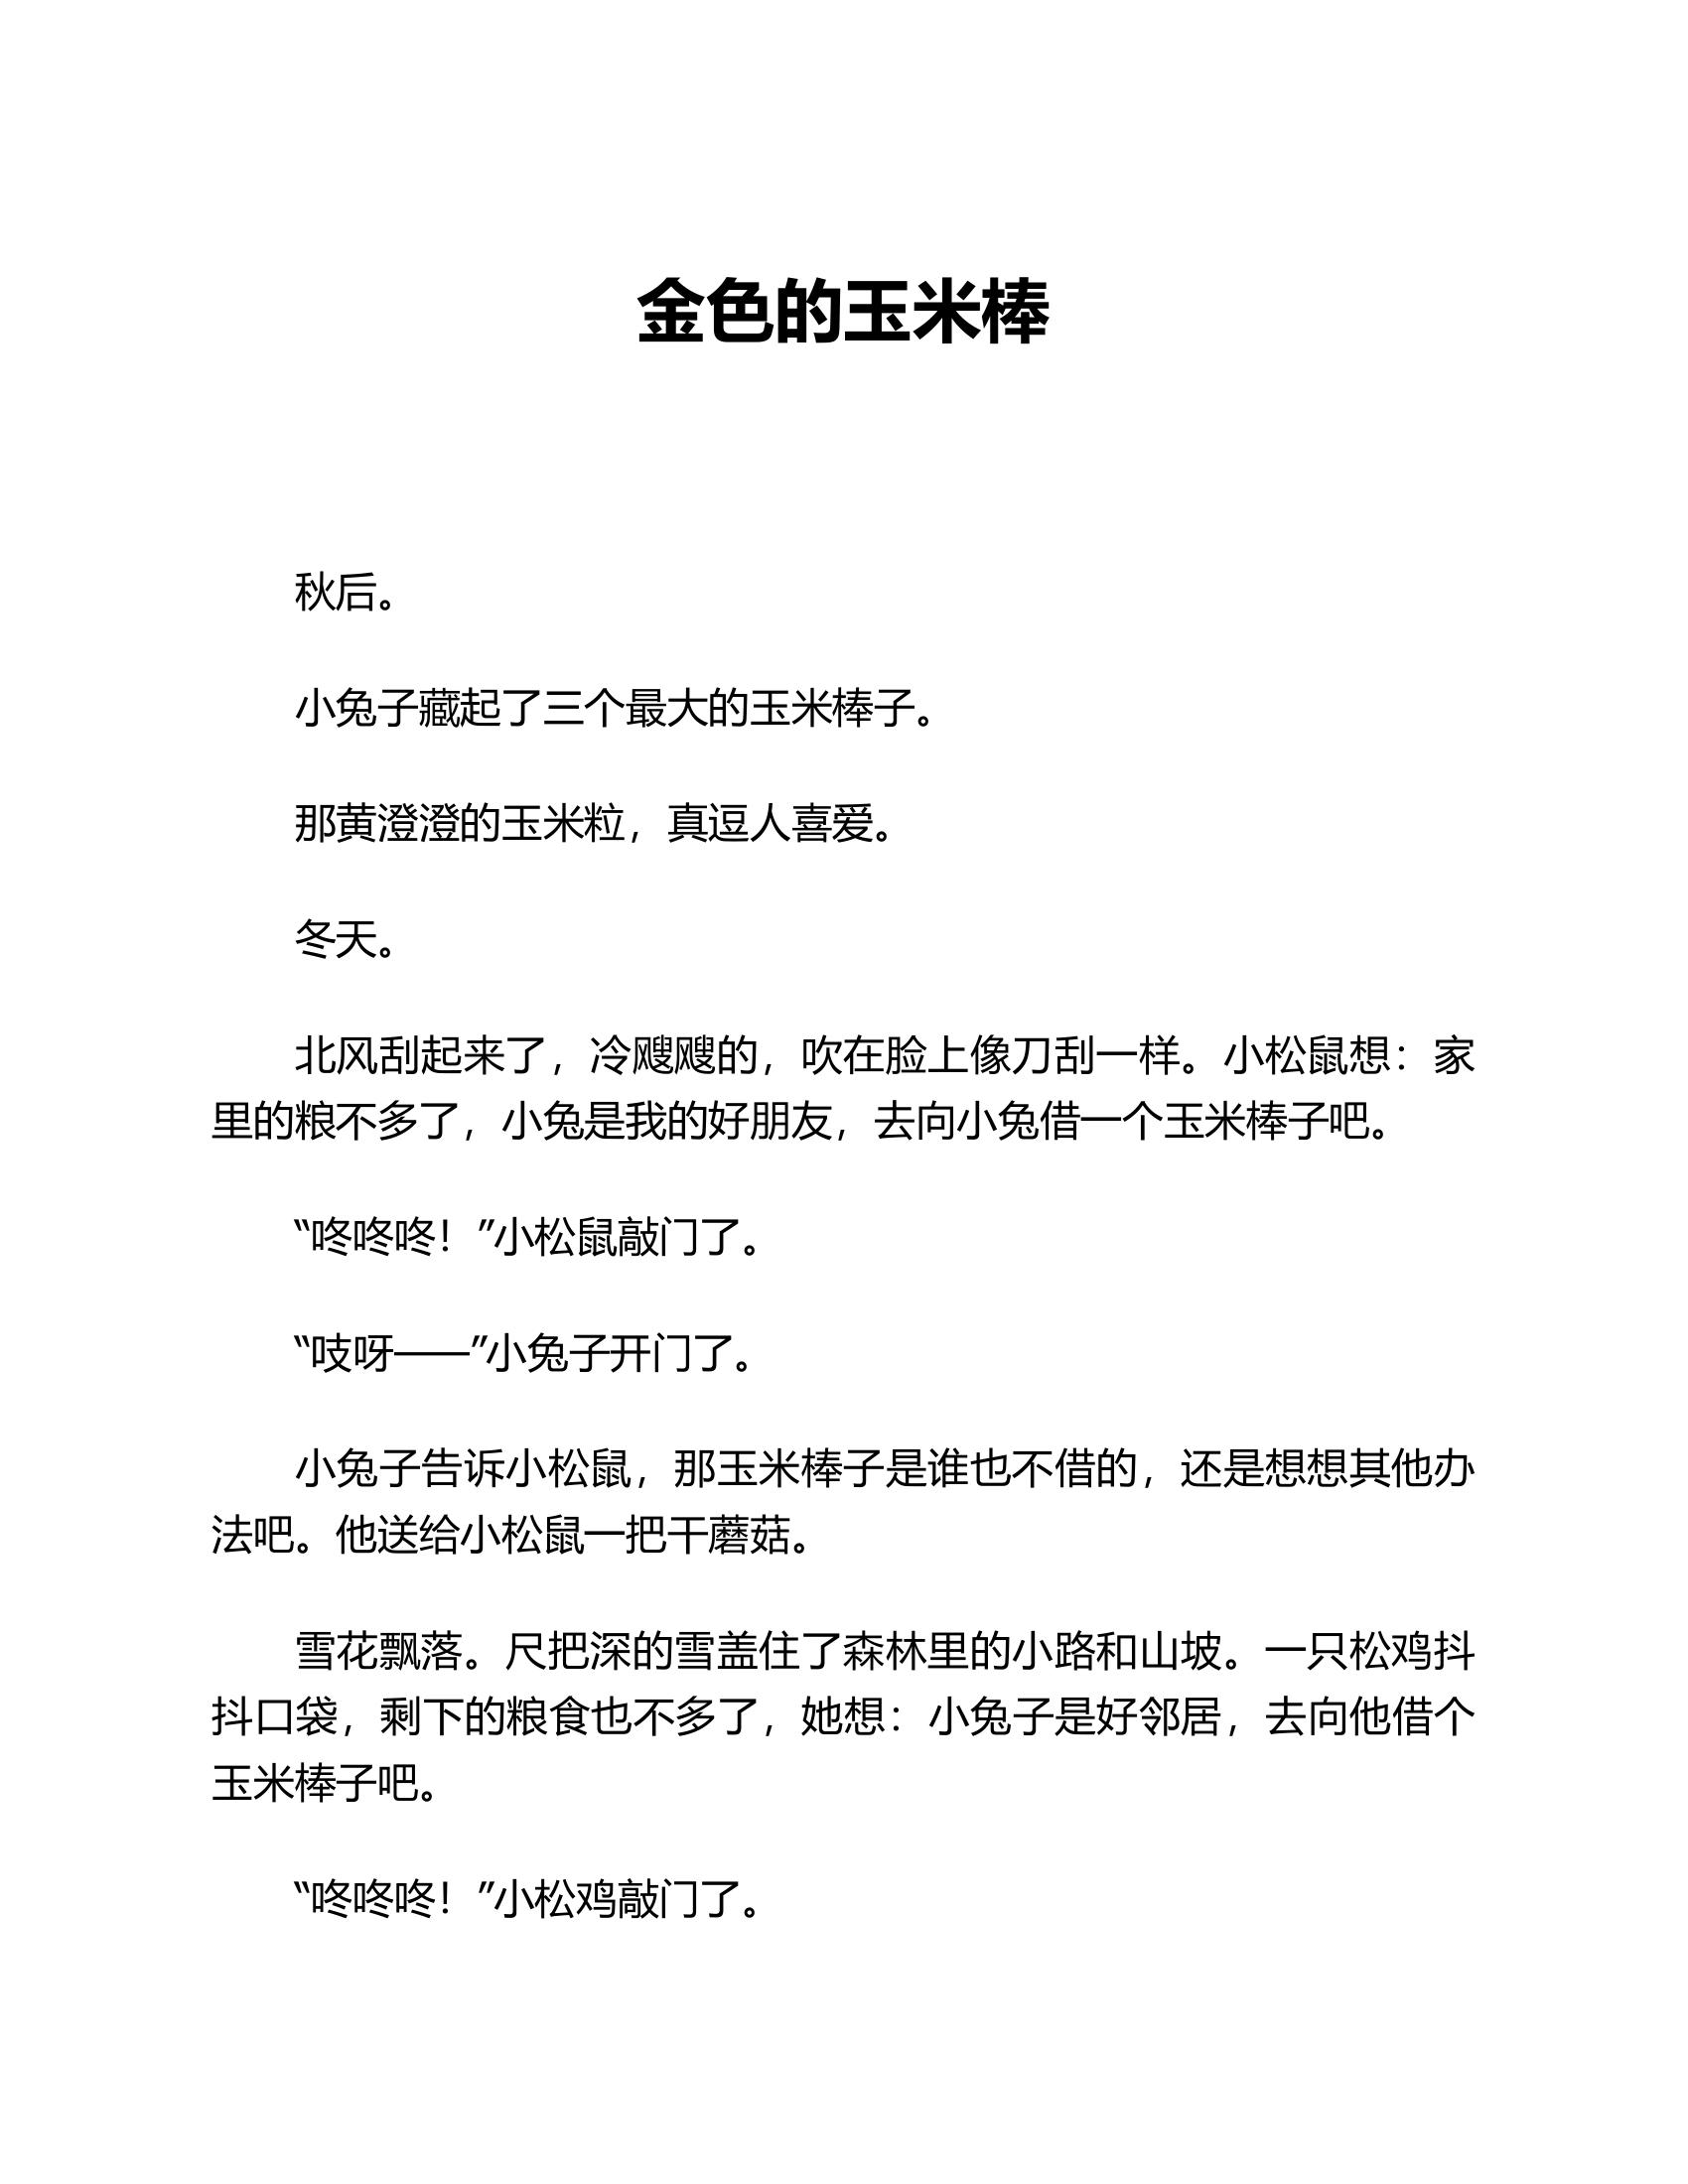 金色的玉米棒
秋后。
小兔子藏起了三个最大的玉米棒子。
那黄澄澄的玉米粒，真逗人喜爱。
冬天。
北风刮起来了，冷飕飕的，吹在脸上像刀刮一样。小松鼠想：家
里的粮不多了，小兔是我的好朋友，去向小兔借一个玉米棒子吧。
“咚咚咚！”小松鼠敲门了。
“吱呀——”小兔子开门了。
小兔子告诉小松鼠，那玉米棒子是谁也不借的，还是想想其他办
法吧。他送给小松鼠一把干蘑菇。
雪花飘落。尺把深的雪盖住了森林里的小路和山坡。一只松鸡抖
抖口袋，剩下的粮食也不多了，她想：小兔子是好邻居，去向他借个
玉米棒子吧。
“咚咚咚！”小松鸡敲门了。